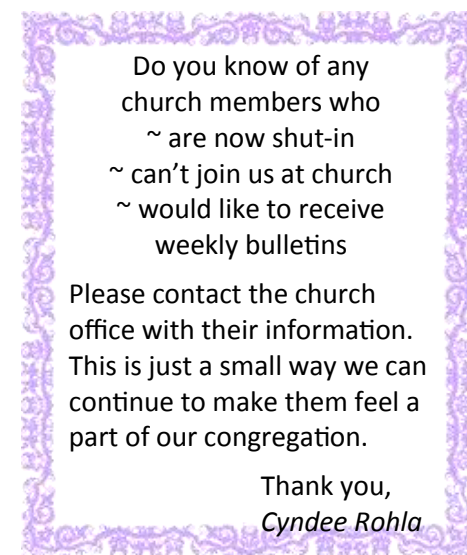 Do you know of any
church members who
~ are now shut-in
~ can’t join us at church
~ would like to receive
weekly bulletins
Please contact the church
office with their information.
This is just a small way we can
continue to make them feel a
part of our congregation.
Thank you,
Cyndee Rohla